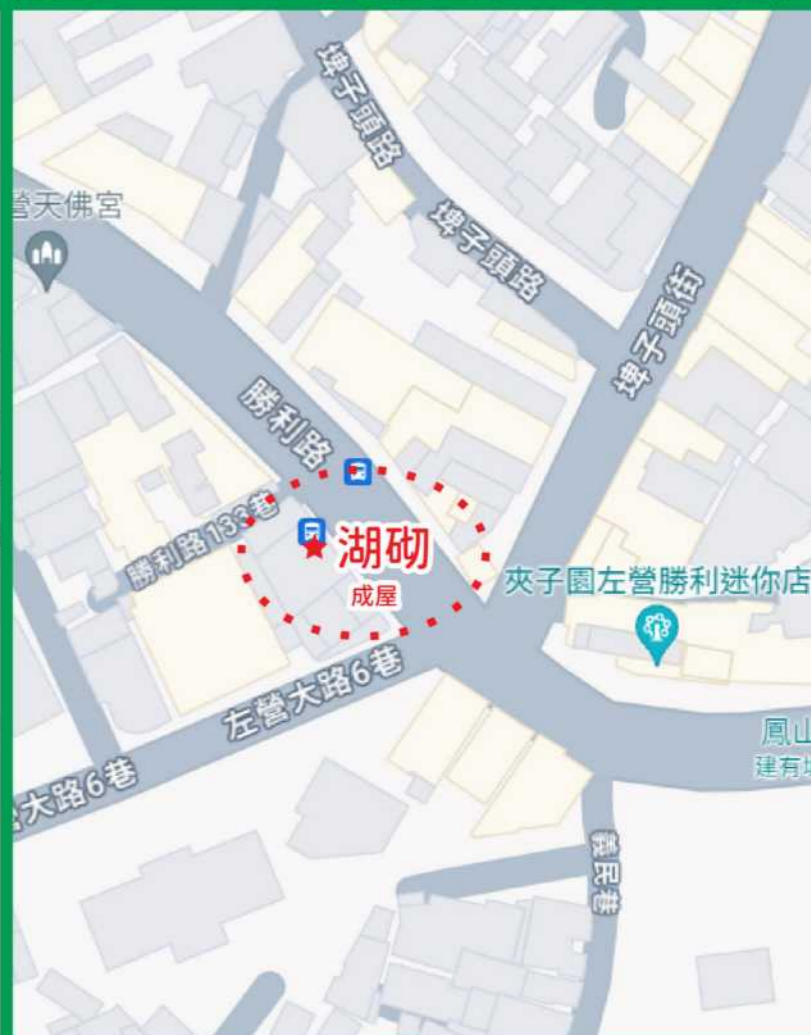 埤子頭路
埤子頭路
營天佛宮
埤子頭街
勝利路
勝利路133巷
湖砌
成屋
夾子園左營勝利迷你店
左營大路6巷
鳳山
建有城
營大路6巷
義民巷